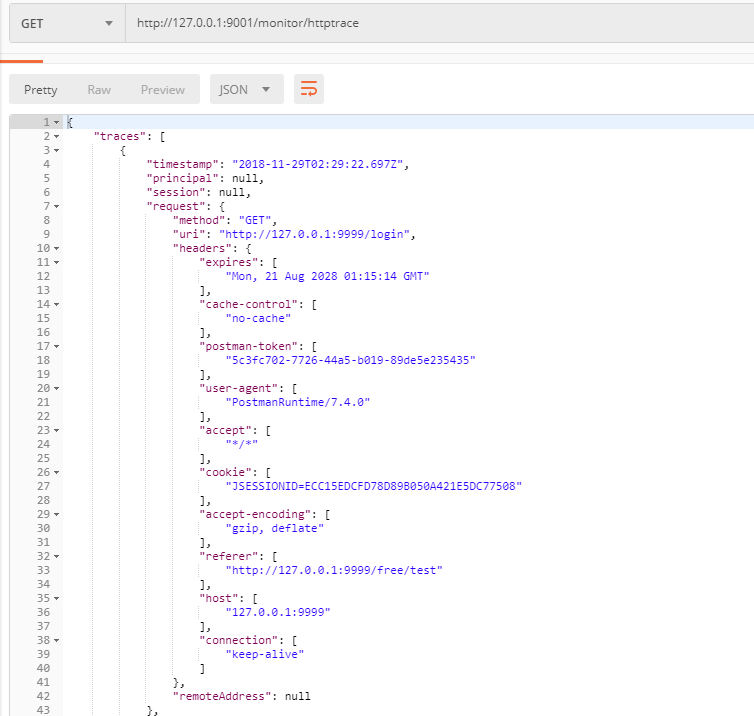 GET http://127.0.0.1:9001/monitor/httptrace
Pretty Raw Preview JSON
1 {
2 "traces": [
3 {
4 "timestamp": "2018-11-29T02:29:22.697Z",
5 "principal": null,
6 "session": null,
7 "request": {
8 "method": "GET",
9 "uri": "http://127.0.0.1:9999/login",
10 "headers": {
11 "expires": [
12 "Mon, 21 Aug 2028 01:15:14 GMT"
13 ],
14 "cache-control": [
15 "no-cache"
16 ],
17 "postman-token": [
18 "5c3fc702-7726-44a5-b019-89de5e235435"
19 ],
20 "user-agent": [
21 "PostmanRuntime/7.4.0"
22 ],
23 "accept": [
24 "*/*"
25 ],
26 "cookie": [
27 "JSESSIONID=ECC15EDCFD78D89B050A421E5DC77508"
28 ],
29 "accept-encoding": [
30 "gzip, deflate"
31 ],
32 "referer": [
33 "http://127.0.0.1:9999/free/test"
34 ],
35 "host": [
36 "127.0.0.1:9999"
37 ],
38 "connection": [
39 "keep-alive"
40 ]
41 },
42 "remoteAddress": null
43 },